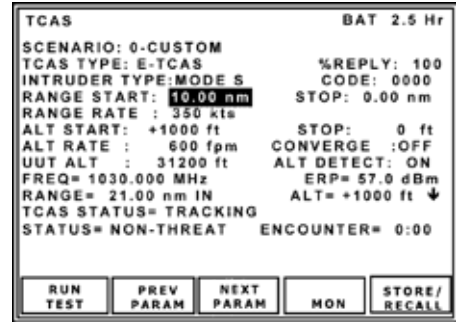 TCAS BAT 2.5 Hr
SCENARIO: 0-CUSTOM
TCAS TYPE: E-TCAS %REPLY: 100
INTRUDER TYPE:MODE S CODE: 0000
RANGE START: 10.00 nm STOP: 0.00 nm
RANGE RATE : 350 kts
ALT START: +1000 ft STOP: 0 ft
ALT RATE : 600 fpm CONVERGE :OFF
UUT ALT : 31200 ft ALT DETECT: ON
FREQ= 1030.000 MHz ERP= 57.0 dBm
RANGE= 21.00 nm IN ALT= +1000 ft ↓
TCAS STATUS= TRACKING
STATUS= NON-THREAT ENCOUNTER= 0:00
RUN TEST
PREV PARAM
NEXT PARAM
MON
STORE/ RECALL